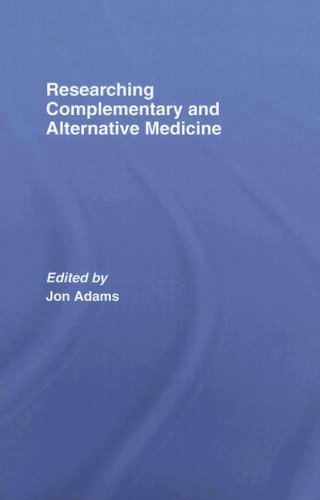 Researching
Complementary and
Alternative Medicine
Edited by
Jon Adams